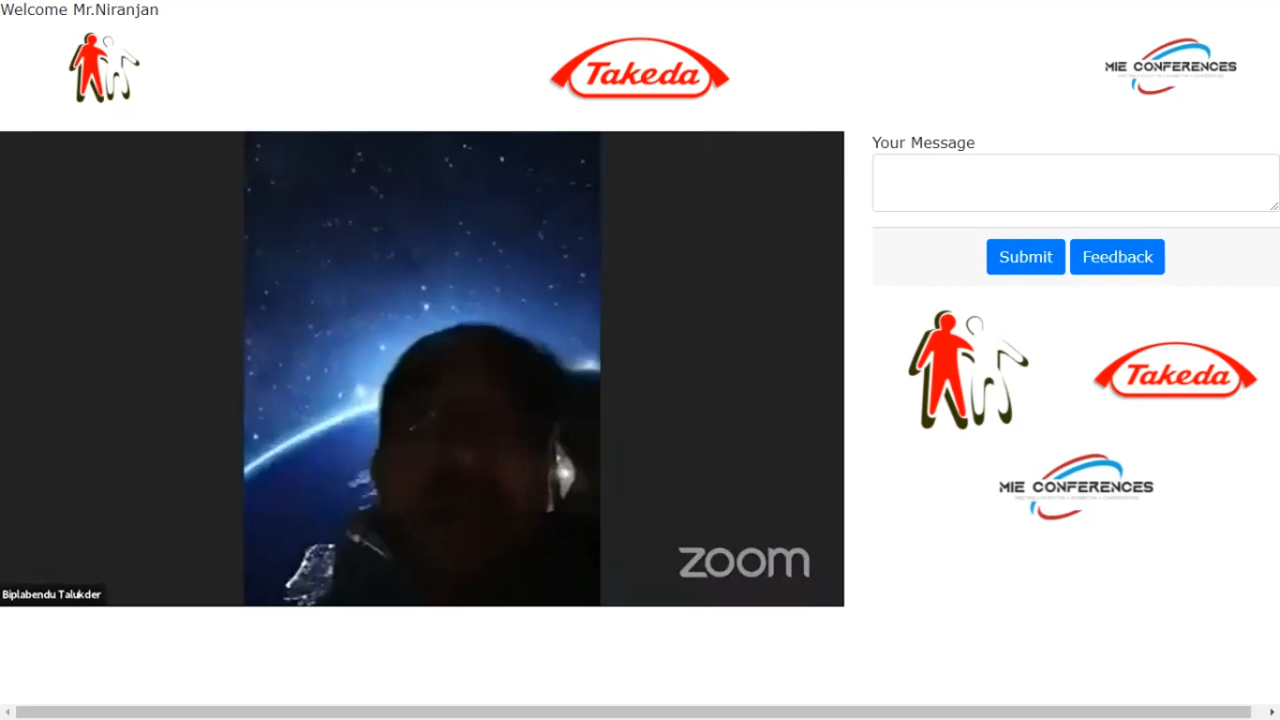 Welcome Mr.Niranjan
Takeda
MIE CONFERENCES
Your Message
Submit
Feedback
Takeda
MIE CONFERENCES
zoom
Biplabendu Talukder